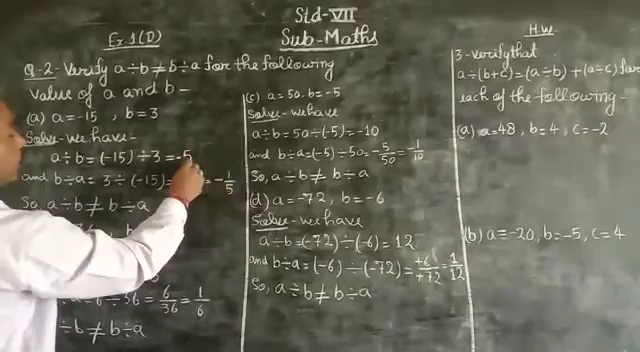 Std-VII
Sub-Maths
Ex-1(D)
Q-2-Verify a÷b≠b÷a for the following
value of a and b-
(a) a=-15, b=3
Solve-we have
a÷b=(-15)÷3=-5
and b÷a=3÷(-15)= =-1/5
So, a÷b≠b÷a
=6/36=1/6
÷b≠b÷a
(c) a=50, b=-5
Solve-we have
a÷b=50÷(-5)=-10
and b÷a=(-5)÷50=-5/50=-1/10
So, a÷b≠b÷a
(d) a=-72, b=-6
Solve-we have
a÷b=(-72)÷(-6)=12
and b÷a=(-6)÷(-72)=+6/+72=1/12
So, a÷b≠b÷a
H.W
3-verify that
a÷(b+c)=(a÷b)+(a÷c) for
each of the following-
(a) a=48, b=4, c=-2
(b) a=-20, b=-5, c=4